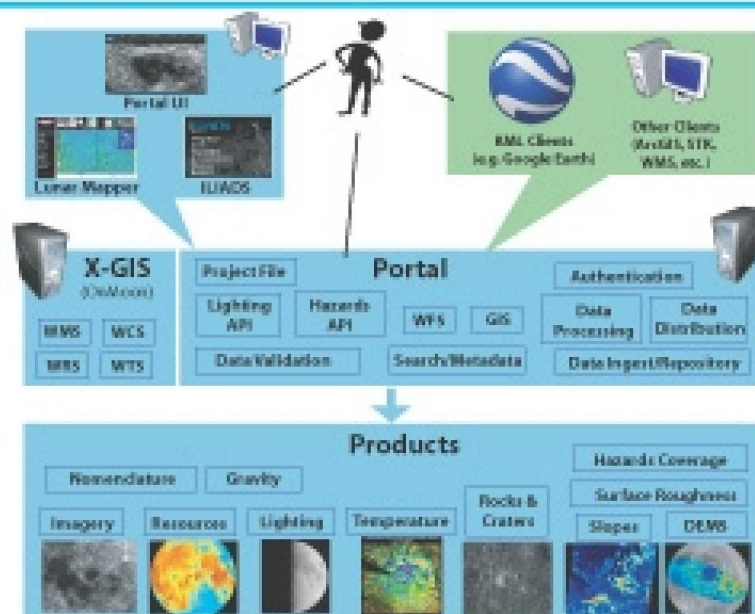 Portal UI
Lunar Mapper
ILIADS
KML Clients
(e.g. Google Earth)
Other Clients
(ArcGIS, STK,
WMS, etc.)
X-GIS
(OnMoon)
WMS
WCS
WTS
Portal
Project File
Lighting
API
Hazards
API
WFS
GIS
Data Validation
Search/Metadata
Authentication
Data
Processing
Data
Distribution
Data Ingest/Repository
Products
Nomenclature
Gravity
Hazards Coverage
Surface Roughness
Imagery
Resources
Lighting
Temperature
Rocks &
Craters
Slopes
DEMS